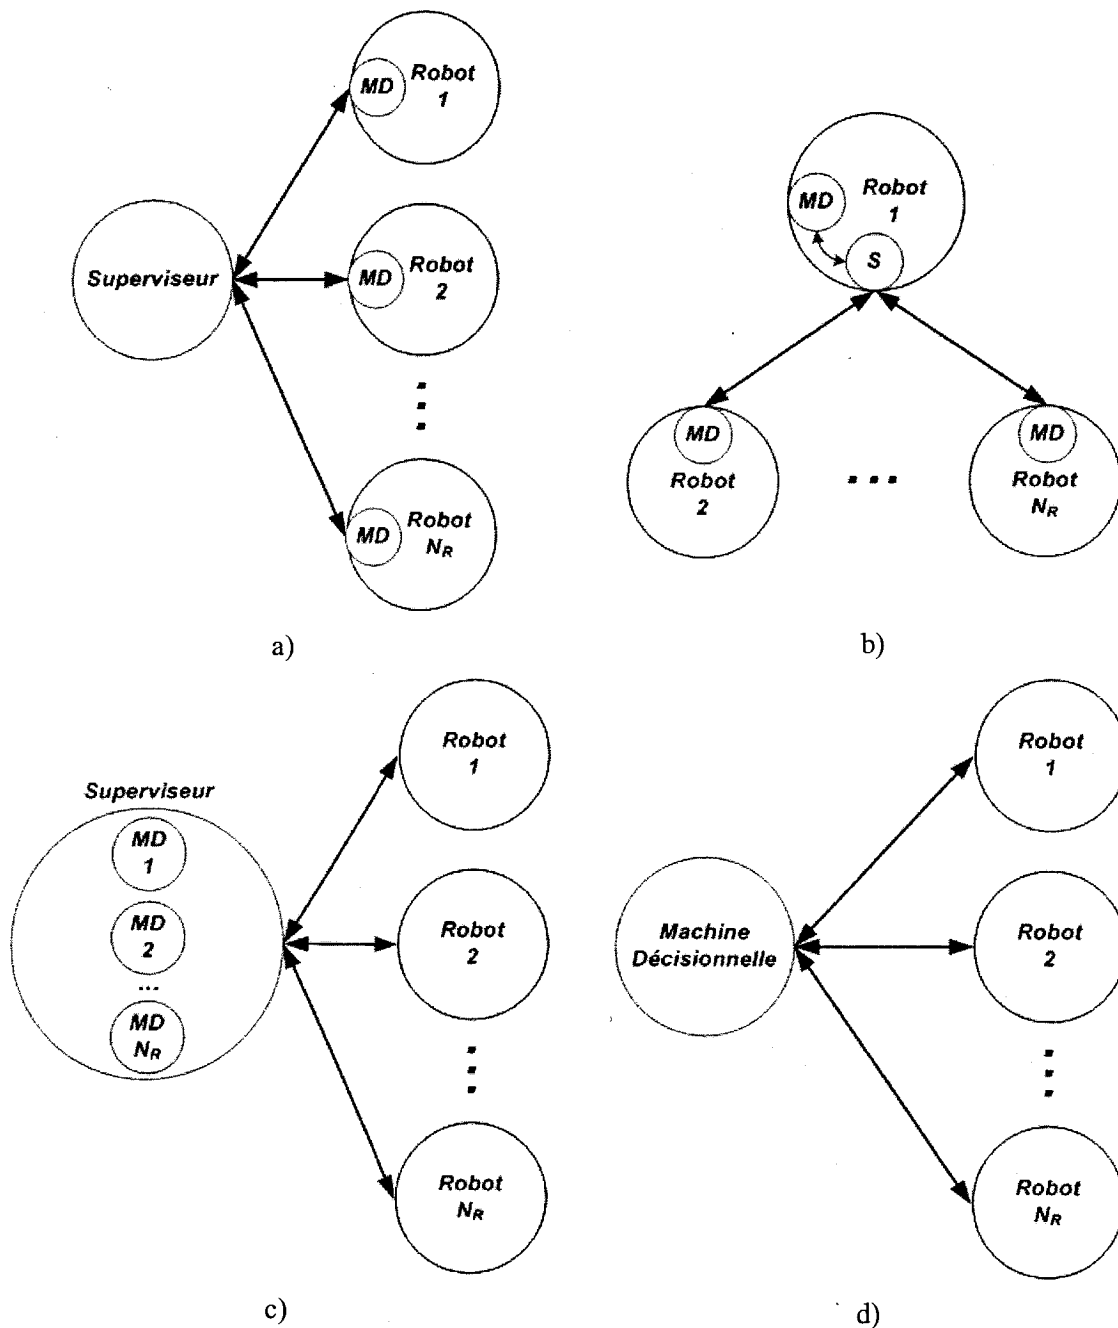 MD
Robot
1
Superviseur
MD
Robot
2
MD
Robot
N_R
a)
MD
Robot
1
S
MD
Robot
2
MD
Robot
N_R
b)
Superviseur
MD
1
MD
2
...
MD
N_R
Robot
1
Robot
2
Robot
N_R
c)
Machine
Décisionnelle
Robot
1
Robot
2
Robot
N_R
d)